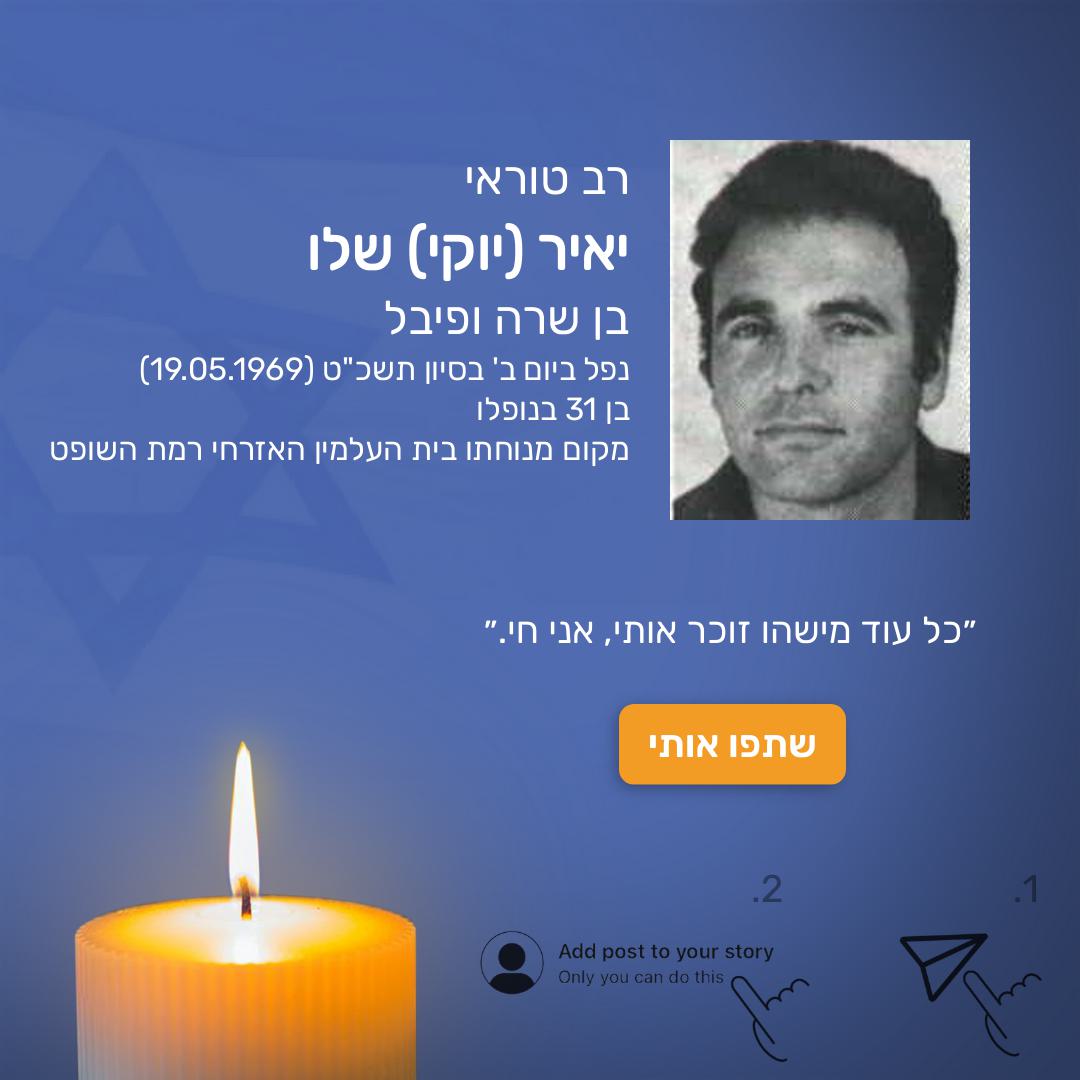 רב טוראי
יאיר (יוקי) שלו
בן שרה ופיבל
נפל ביום ב' בסיון תשכ"ט (19.05.1969)
בן 31 בנופלו
מקום מנוחתו בית העלמין האזרחי רמת השופט
״כל עוד מישהו זוכר אותי, אני חי.״
שתפו אותי
1.
2.
Add post to your story
Only you can do this